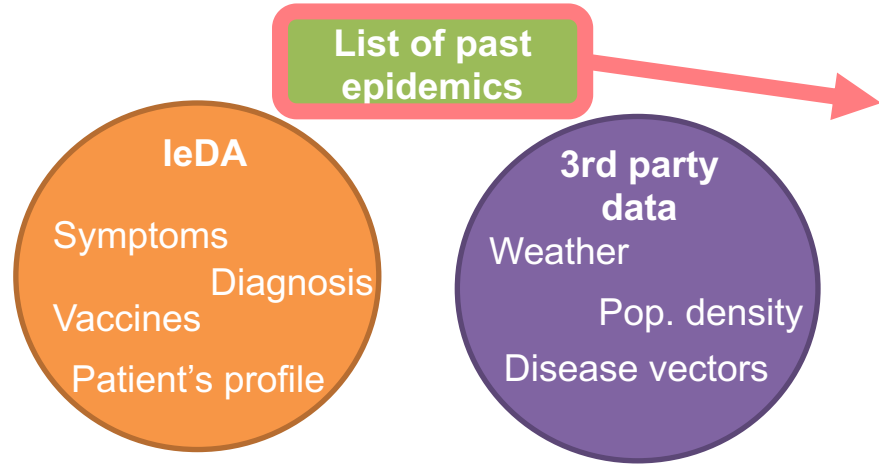 List of past
epidemics
IeDA
Symptoms
Diagnosis
Vaccines
Patient's profile
3rd party
data
Weather
Pop. density
Disease vectors